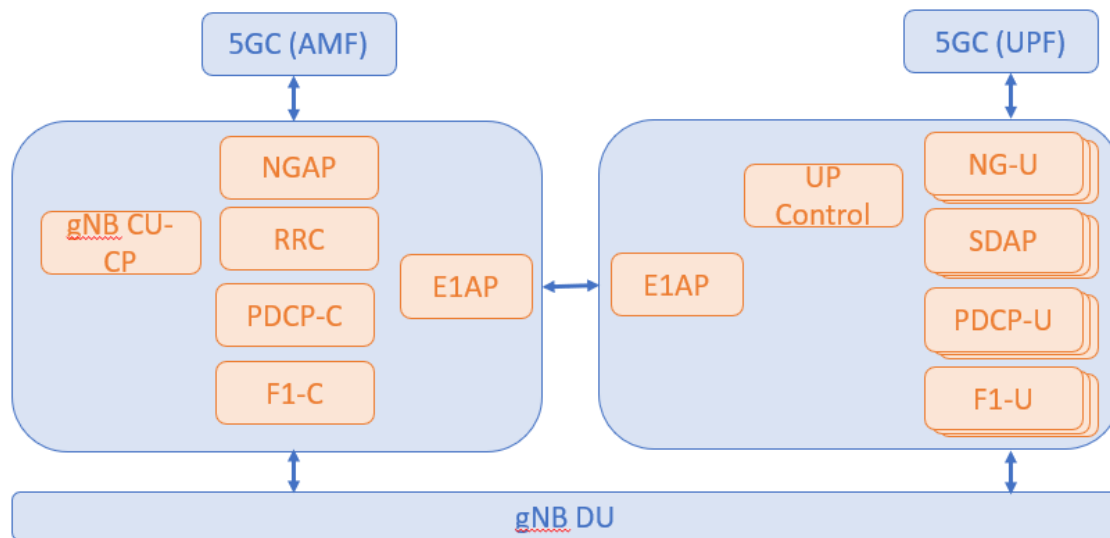 5GC (AMF)
5GC (UPF)
NGAP
gNB CU-
CP
RRC
E1AP
PDCP-C
F1-C
E1AP
UP
Control
NG-U
SDAP
PDCP-U
F1-U
gNB DU